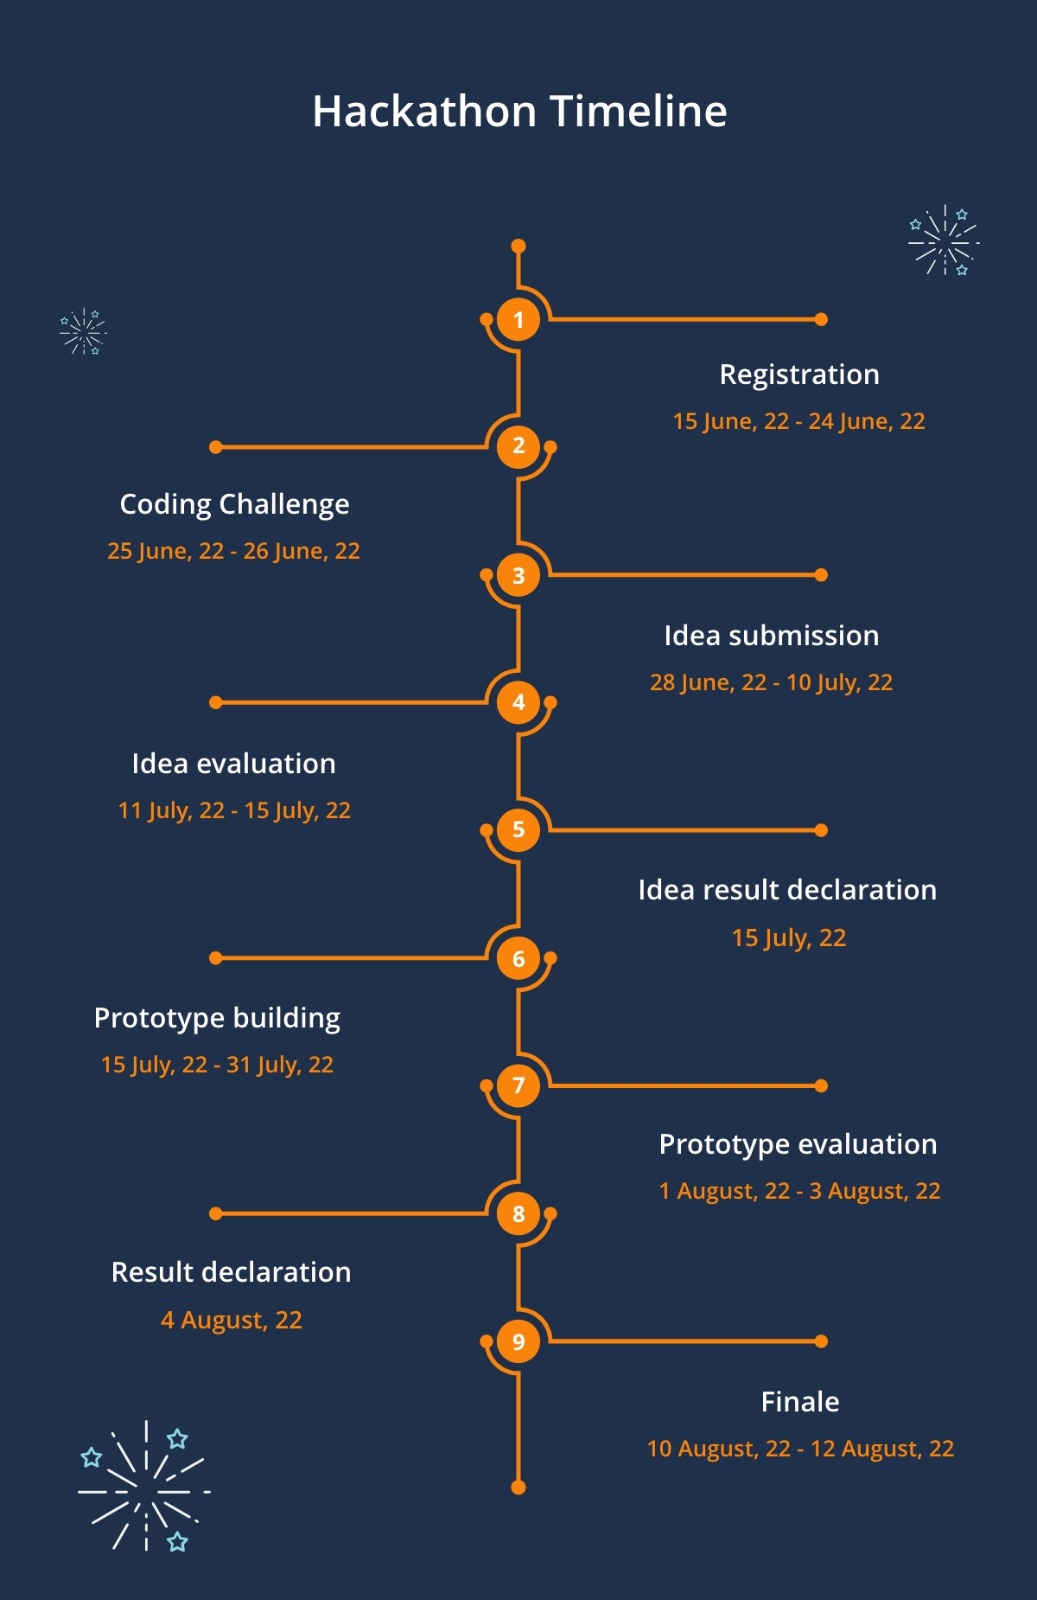 Hackathon Timeline
1
Registration
15 June, 22 - 24 June, 22
2
Coding Challenge
25 June, 22 - 26 June, 22
3
Idea submission
28 June, 22 - 10 July, 22
4
Idea evaluation
11 July, 22 - 15 July, 22
5
Idea result declaration
15 July, 22
6
Prototype building
15 July, 22 - 31 July, 22
7
Prototype evaluation
1 August, 22 - 3 August, 22
8
Result declaration
4 August, 22
9
Finale
10 August, 22 - 12 August, 22